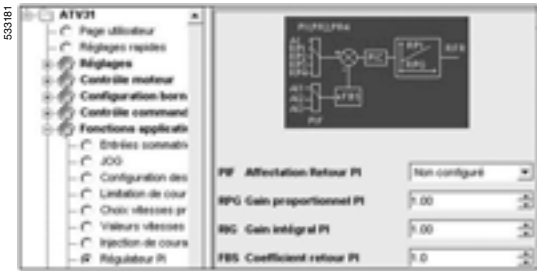 533181
ATV31
Page utilisateur
Réglages rapides
Réglages
Contrôle moteur
Configuration born
Contrôle command
Fonctions applicati
Entrées sommatri
JOG
Configuration des
Limitation de cour
Choix vitesses pr
Valeurs vitesses
Injection de coura
Régulateur PI
RFR
RPG
PIF
PIF Affectation Retour PI
Non configuré
RPG Gain proportionnel PI
1.00
RIG Gain intégral PI
1.00
FBS Coefficient retour PI
1.0